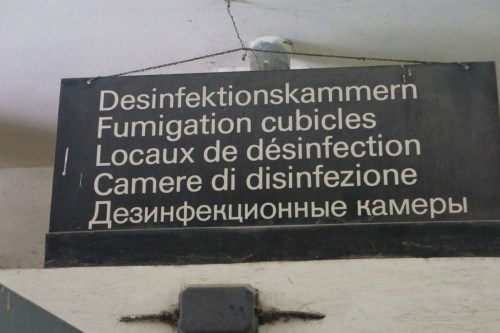 Desinfektionskammern
Fumigation cubicles
Locaux de désinfection
Camere di disinfezione
Дезинфекционные камеры